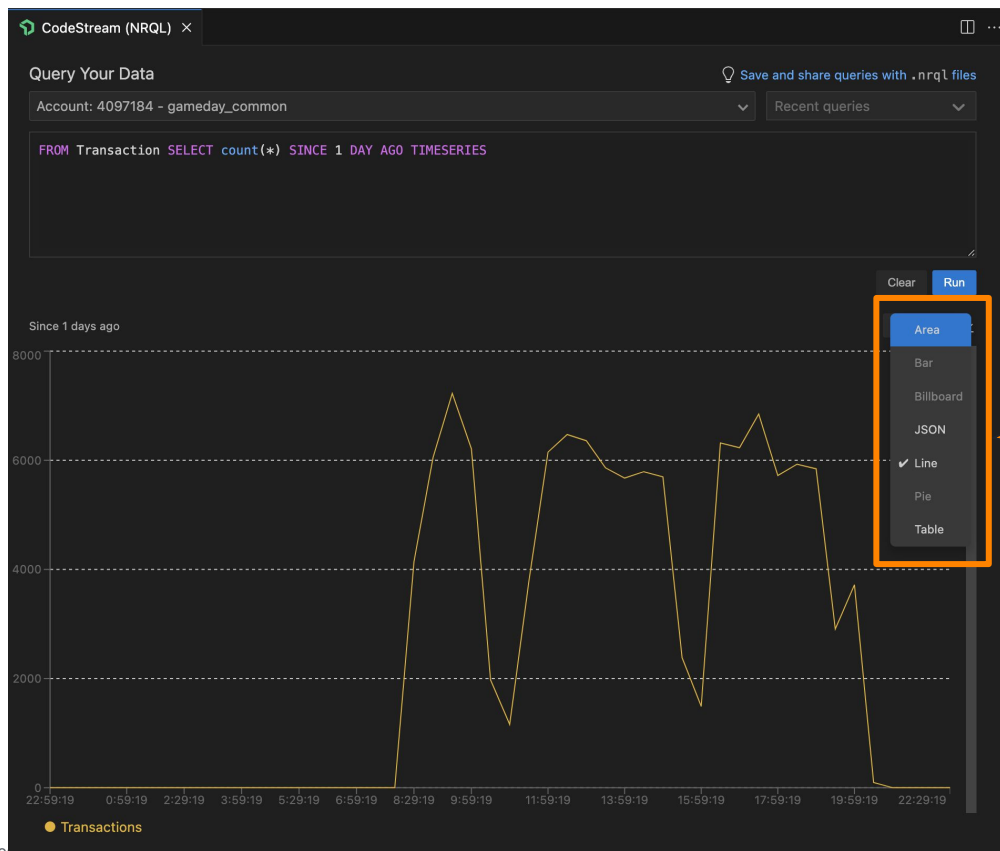 CodeStream (NRQL)
Query Your Data
Save and share queries with .nrql files
Account: 4097184 - gameday_common
Recent queries
FROM Transaction SELECT count(*) SINCE 1 DAY AGO TIMESERIES
Clear
Run
Since 1 days ago
Area
Bar
Billboard
JSON
✔ Line
Pie
Table
8000
6000
4000
2000
0
22:59:19 0:59:19 2:29:19 3:59:19 5:29:19 6:59:19 8:29:19 9:59:19 11:59:19 13:59:19 15:59:19 17:59:19 19:59:19 22:29:19
Transactions